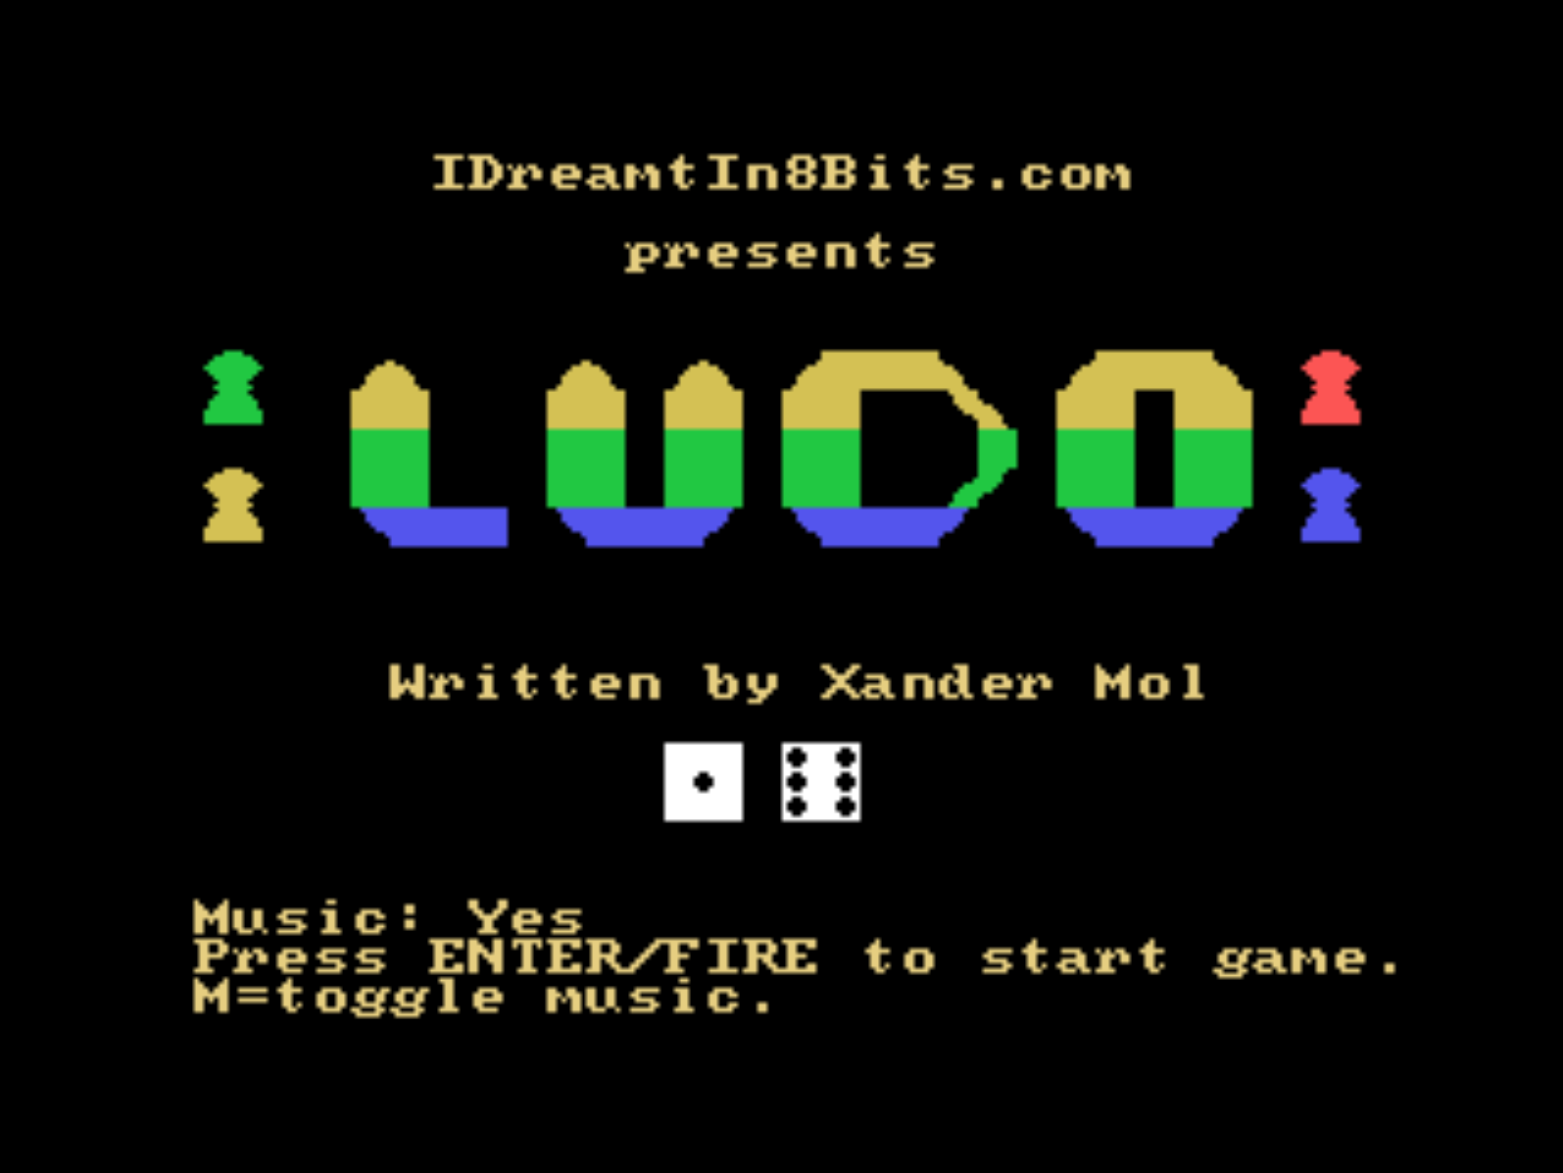 IDreamtIn8Bits.com
presents
LUDO
Written by Xander Mol
Music: Yes
Press ENTER/FIRE to start game.
M=toggle music.